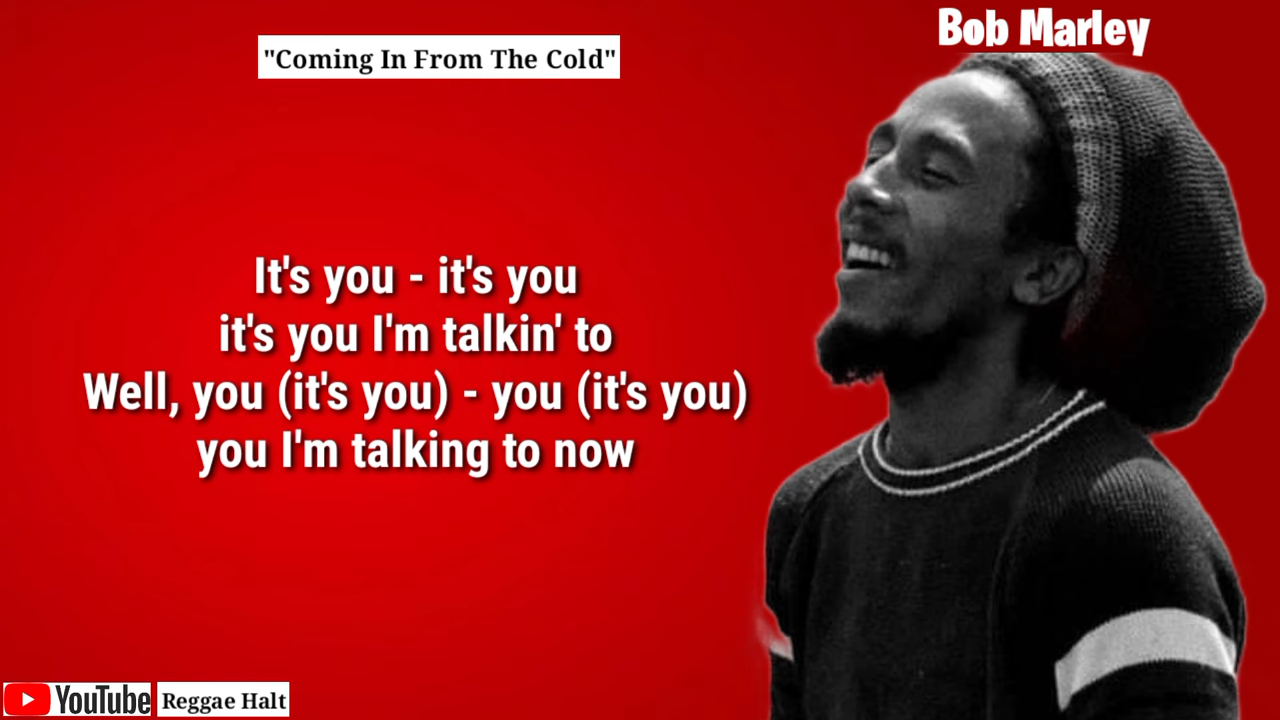 Bob Marley
"Coming In From The Cold"
It's you - it's you
it's you I'm talkin' to
Well, you (it's you) - you (it's you)
you I'm talking to now
YouTube Reggae Halt